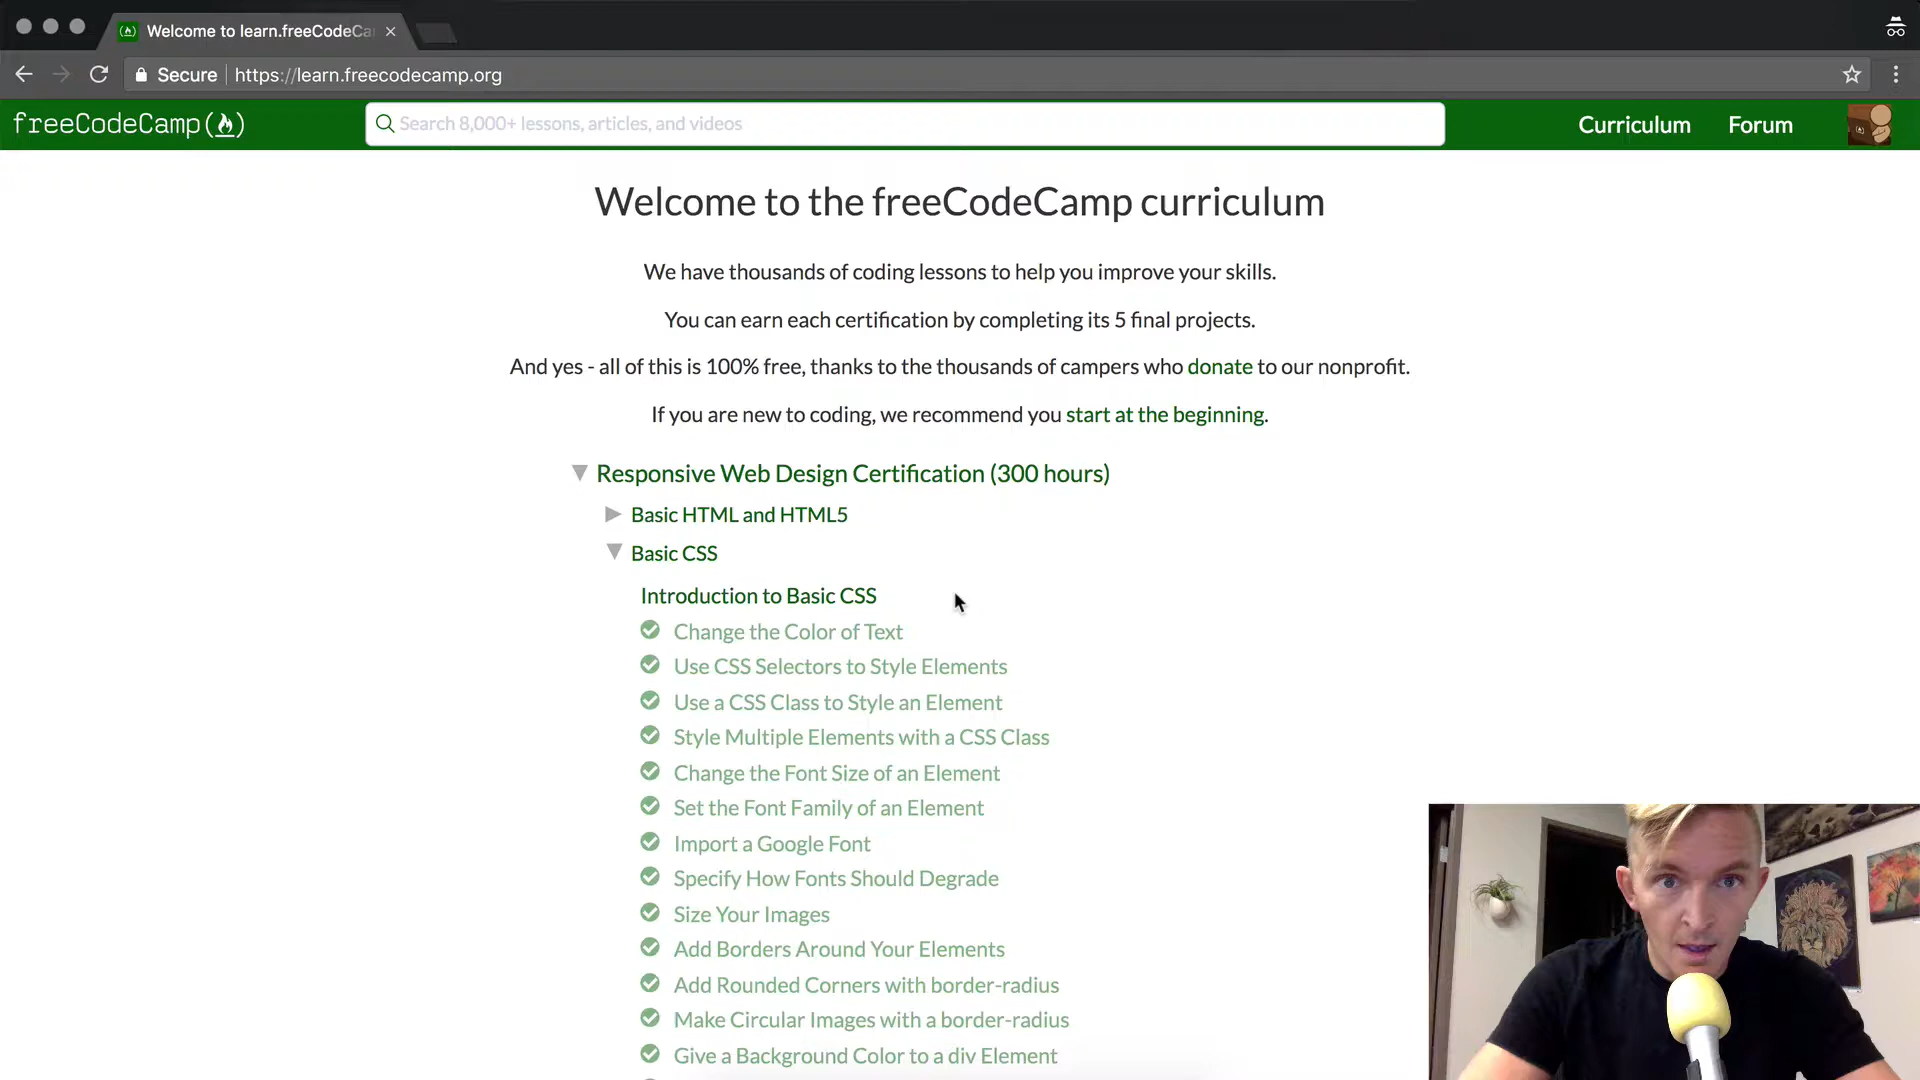 Welcome to learn.freeCodeCa
Secure
https://learn.freecodecamp.org
freeCodeCamp
Search 8,000+ lessons, articles, and videos
Curriculum
Forum
Welcome to the freeCodeCamp curriculum
We have thousands of coding lessons to help you improve your skills.
You can earn each certification by completing its 5 final projects.
And yes - all of this is 100% free, thanks to the thousands of campers who donate to our nonprofit.
If you are new to coding, we recommend you start at the beginning.
Responsive Web Design Certification (300 hours)
Basic HTML and HTML5
Basic CSS
Introduction to Basic CSS
Change the Color of Text
Use CSS Selectors to Style Elements
Use a CSS Class to Style an Element
Style Multiple Elements with a CSS Class
Change the Font Size of an Element
Set the Font Family of an Element
Import a Google Font
Specify How Fonts Should Degrade
Size Your Images
Add Borders Around Your Elements
Add Rounded Corners with border-radius
Make Circular Images with a border-radius
Give a Background Color to a div Element